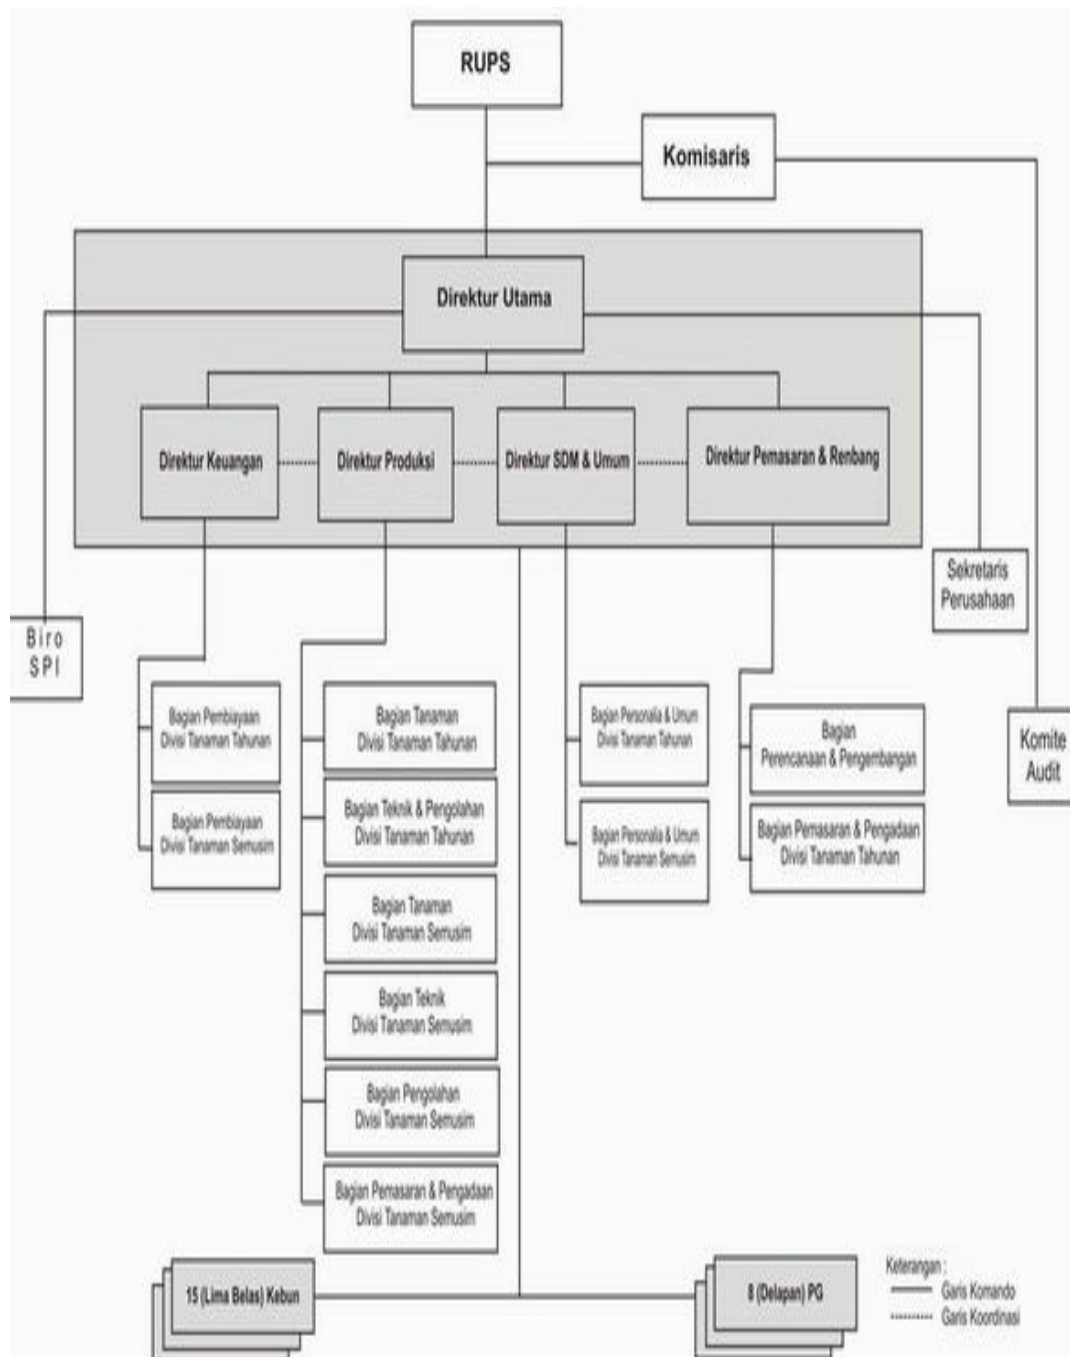 RUPS
Komisaris
Direktur Utama
Direktur Keuangan
Direktur Produksi
Direktur SDM & Umum
Direktur Pemasaran & Renbang
Sekretaris
Perusahaan
Biro
SPI
Komite
Audit
Bagian Pembiayaan
Divisi Tanaman Tahunan
Bagian Pembiayaan
Divisi Tanaman Semusim
Bagian Tanaman
Divisi Tanaman Tahunan
Bagian Teknik & Pengolahan
Divisi Tanaman Tahunan
Bagian Tanaman
Divisi Tanaman Semusim
Bagian Teknik
Divisi Tanaman Semusim
Bagian Pengolahan
Divisi Tanaman Semusim
Bagian Pemasaran & Pengadaan
Divisi Tanaman Semusim
Bagian Personalia & Umum
Divisi Tanaman Tahunan
Bagian Personalia & Umum
Divisi Tanaman Semusim
Bagian
Perencanaan & Pengembangan
Bagian Pemasaran & Pengadaan
Divisi Tanaman Tahunan
15 (Lima Belas) Kebun
8 (Delapan) PG
Keterangan :
Garis Komando
Garis Koordinasi